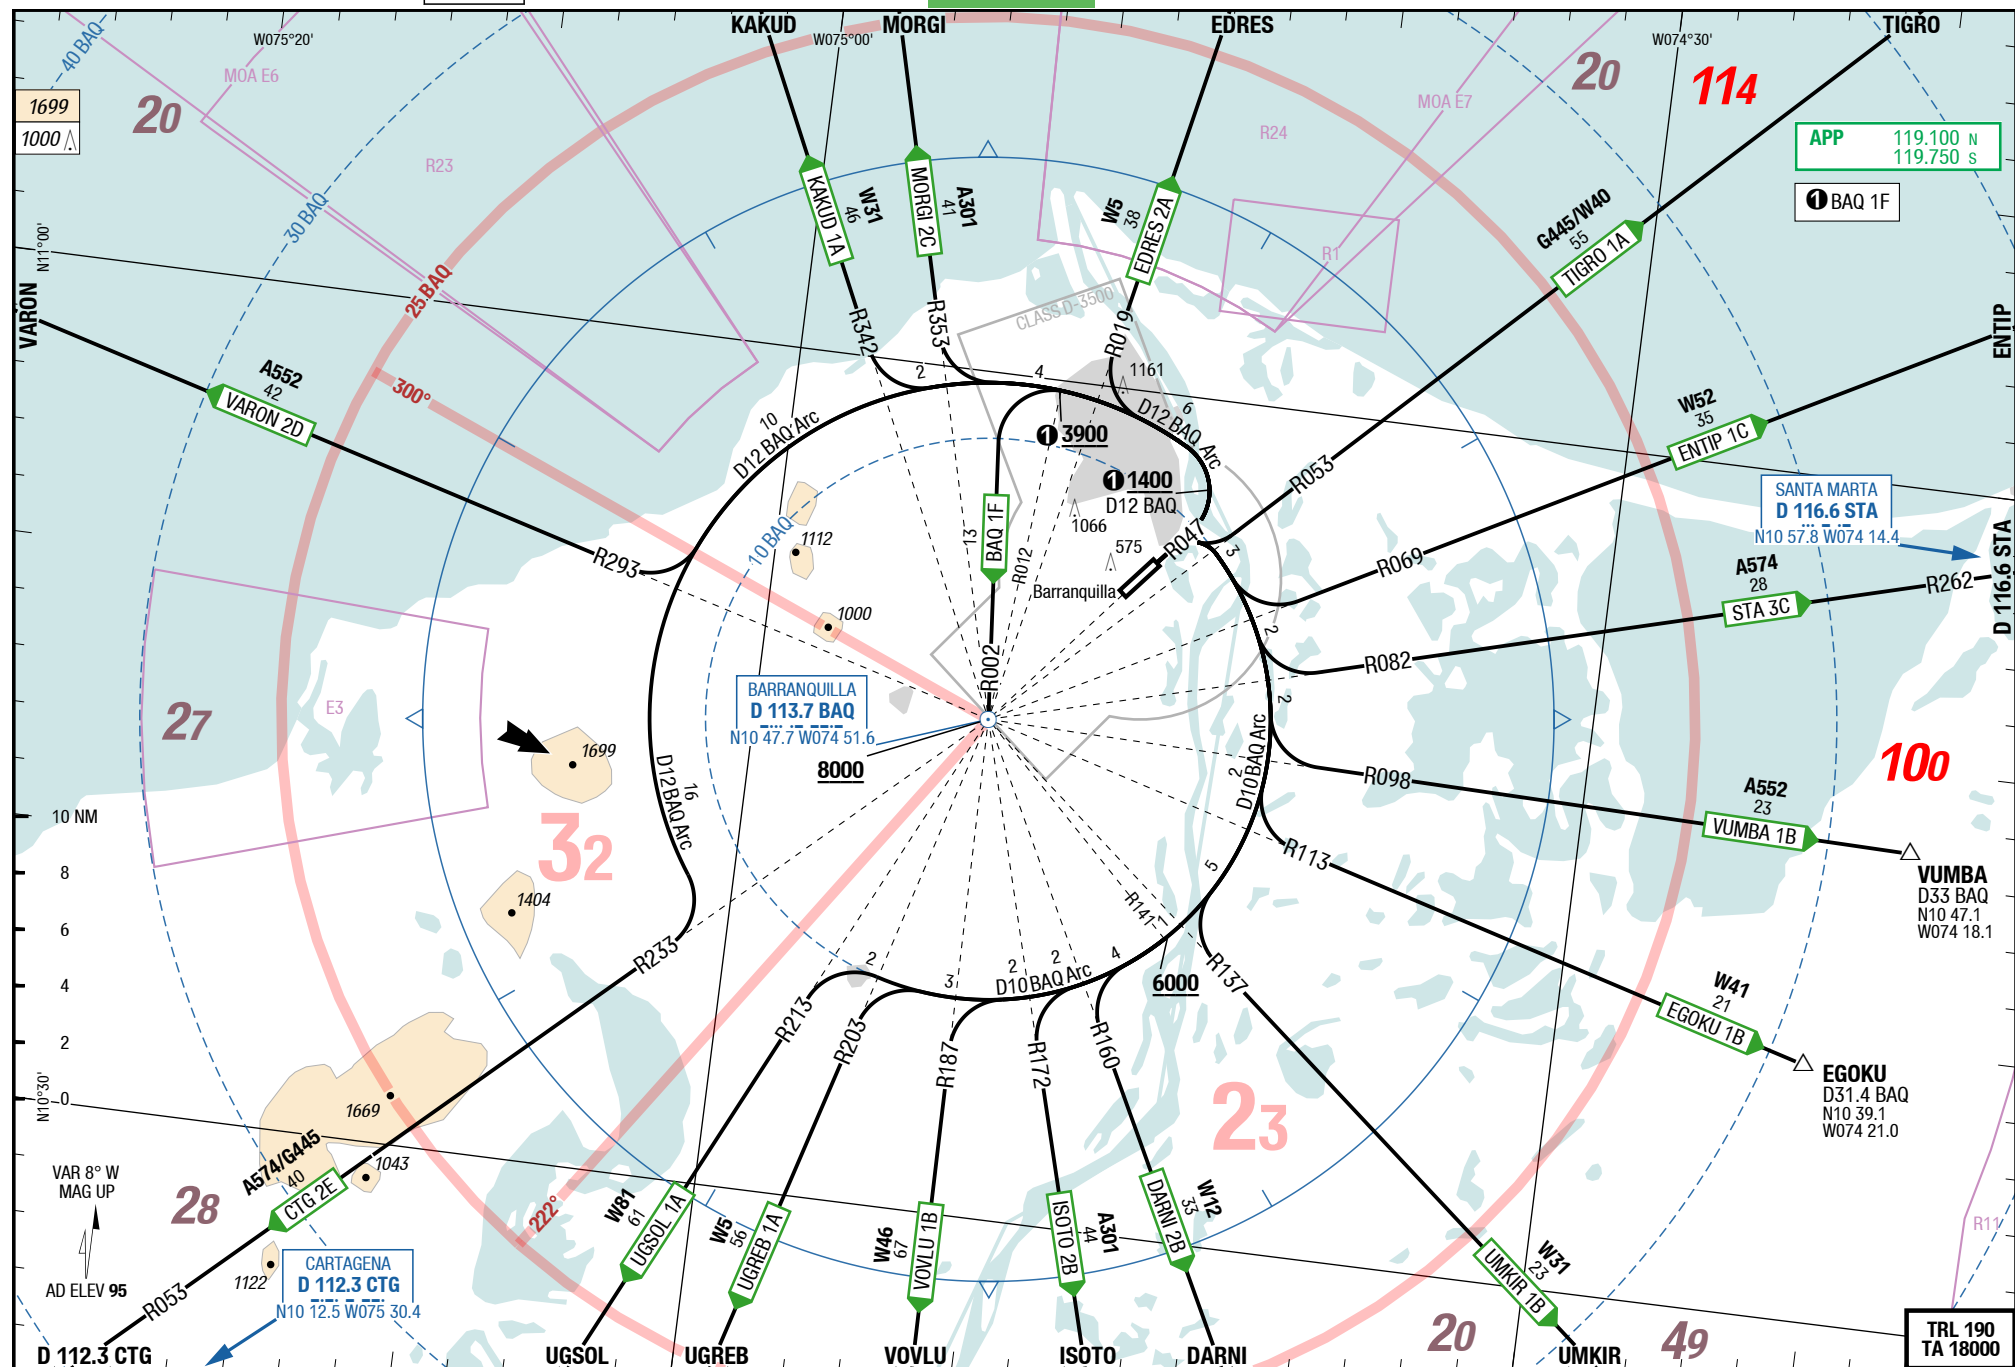 KAKUD
MORGI
EDRES
TIGRO
W075°20'
W075°00'
W074°30'
40 BAQ
MOA E6
20
20
114
MOA E7
1699
1000
R23
R24
APP 119.100 N
119.750 S
❶ BAQ 1F
30 BAQ
KAKUD 1A
W31
46
MORGI 2C
A301
41
W5
38
EDRES 2A
G445/W40
55
TIGRO 1A
R1
N11°00'
25 BAQ
VARON
CLASS D-3500
R342
R353
R019
ENTIP
A552
42
VARON 2D
300°
2
4
1161
6
D12 BAQ Arc
10
D12 BAQ Arc
W52
35
ENTIP 1C
❶ 3900
❶ 1400
D12 BAQ
R053
SANTA MARTA
D 116.6 STA
N10 57.8 W074 14.4
1066
10 BAQ
1112
13
BAQ 1F
R012
575
R047
3
R293
R069
A574
28
STA 3C
R262
D 116.6 STA
Barranquilla
1000
2
R082
R002
BARRANQUILLA
D 113.7 BAQ
N10 47.7 W074 51.6
8000
E3
27
2
1699
D10 BAQ Arc
2
R098
100
16
D12 BAQ Arc
A552
23
VUMBA 1B
10 NM
32
R113
VUMBA
D33 BAQ
N10 47.1
W074 18.1
8
5
1404
R141
6
R233
2
3
2
D10 BAQ Arc
2
4
6000
R137
4
W41
21
EGOKU 1B
R213
R203
R187
R172
R160
2
EGOKU
D31.4 BAQ
N10 39.1
W074 21.0
0
N10°30'
1669
23
A574/G445
40
CTG 2E
1043
VAR 8° W
MAG UP
28
222°
W81
61
UGSOL 1A
W5
56
UGREB 1A
W46
67
VOVLU 1B
ISOTO 2B
A301
44
DARNI 2B
W12
33
W31
23
UMKIR 1B
R11
1122
CARTAGENA
D 112.3 CTG
N10 12.5 W075 30.4
AD ELEV 95
R053
20
49
TRL 190
TA 18000
D 112.3 CTG
UGSOL
UGREB
VOVLU
ISOTO
DARNI
UMKIR